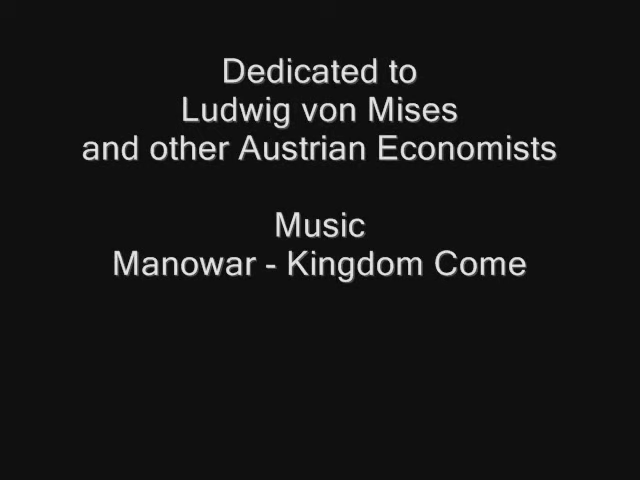 Dedicated to
Ludwig von Mises
and other Austrian Economists
Music
Manowar - Kingdom Come